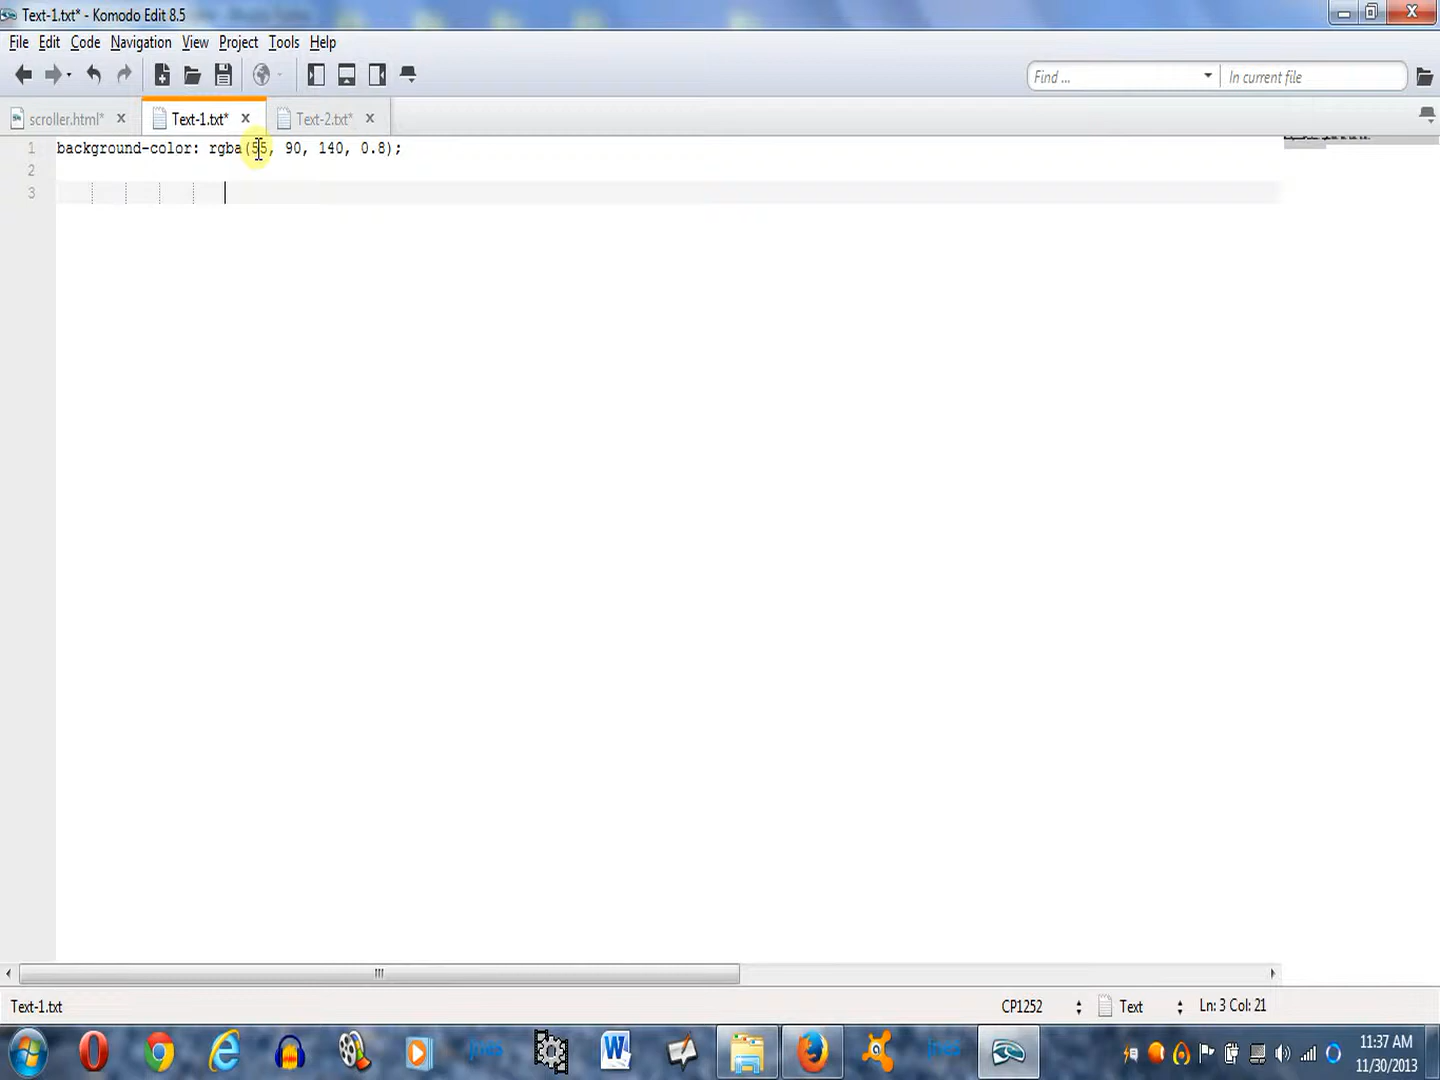 Text-1.txt* - Komodo Edit 8.5
File Edit Code Navigation View Project Tools Help
Find ... In current file
scroller.html* Text-1.txt* Text-2.txt*
1 background-color: rgba(55, 90, 140, 0.8);
2
3
Text-1.txt CP1252 Text Ln: 3 Col: 21
jries jries
11:37 AM
11/30/2013